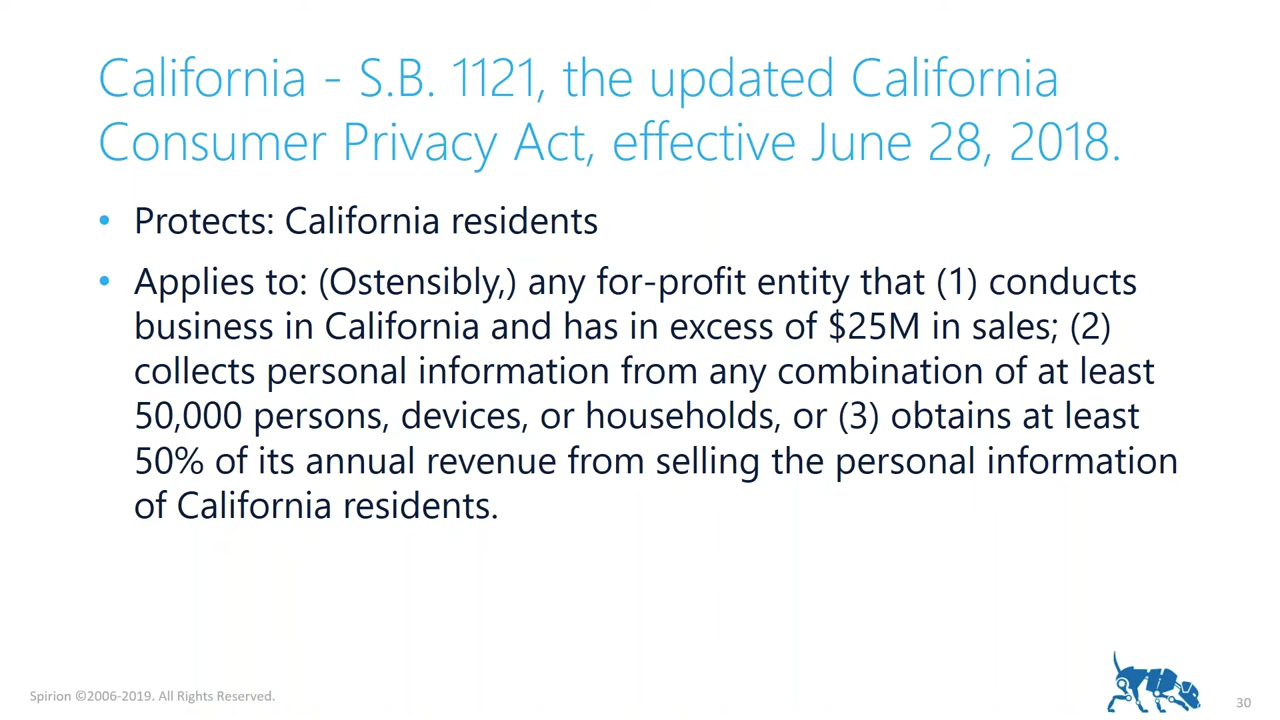 California - S.B. 1121, the updated California
Consumer Privacy Act, effective June 28, 2018.
• Protects: California residents
• Applies to: (Ostensibly,) any for-profit entity that (1) conducts
business in California and has in excess of $25M in sales; (2)
collects personal information from any combination of at least
50,000 persons, devices, or households, or (3) obtains at least
50% of its annual revenue from selling the personal information
of California residents.
Spirion ©2006-2019. All Rights Reserved.
30